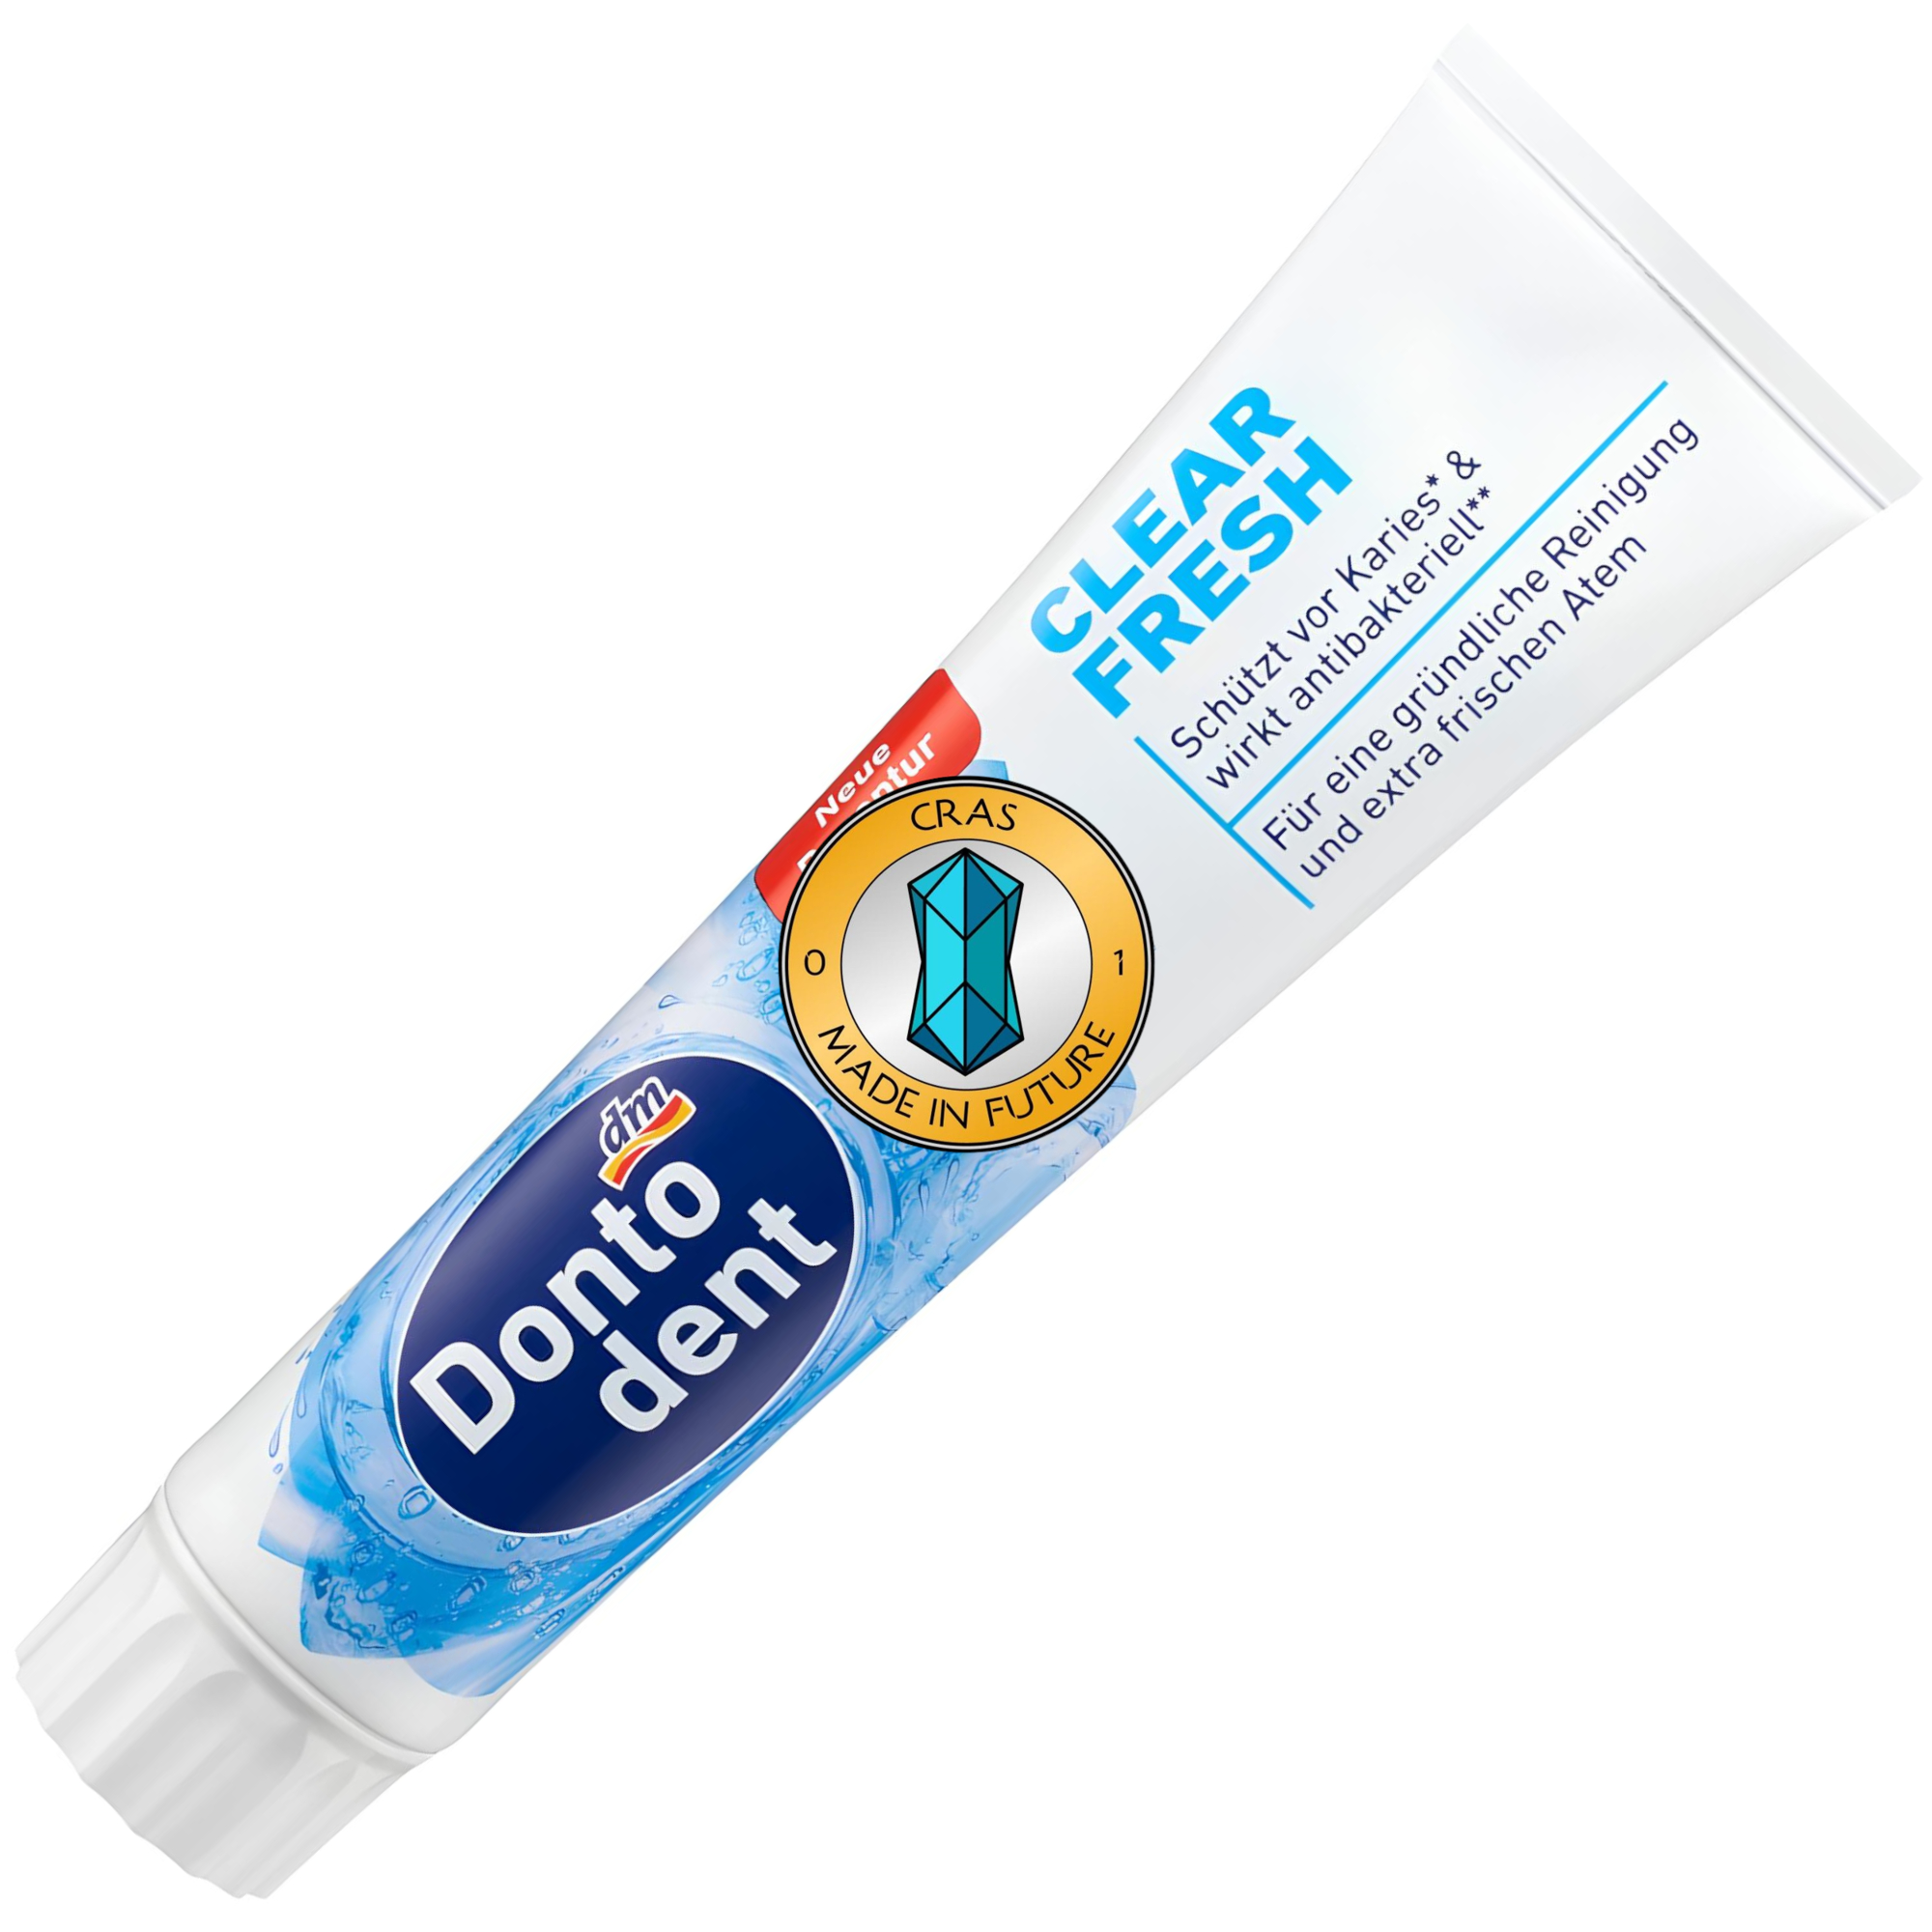 CLEAR
FRESH
Schützt vor Karies* &
wirkt antibakteriell**
Für eine gründliche Reinigung
und extra frischen Atem
Neue
CRAS
0 1
MADE IN FUTURE
dm
Donto
dent